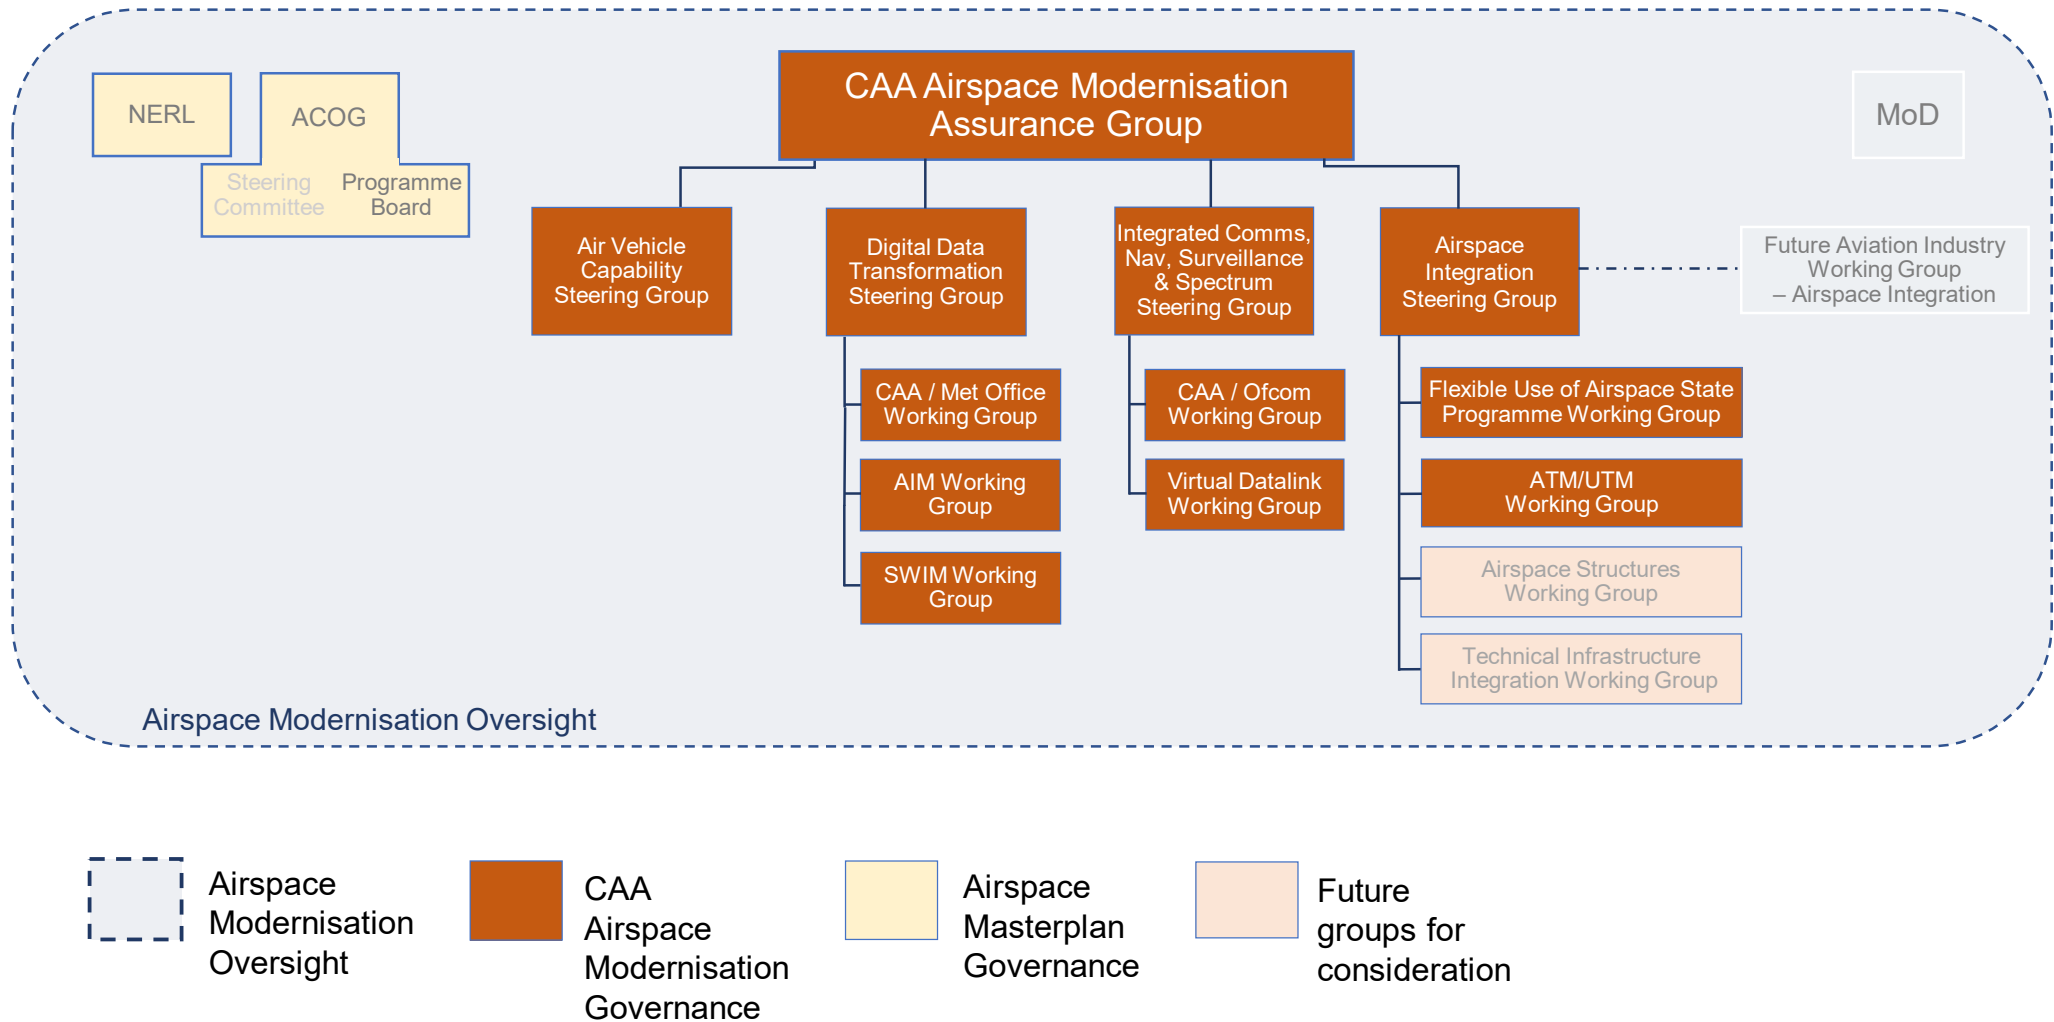 NERL
ACOG
Steering
Committee
Programme
Board
CAA Airspace Modernisation
Assurance Group
MoD
Air Vehicle
Capability
Steering Group
Digital Data
Transformation
Steering Group
Integrated Comms,
Nav, Surveillance
& Spectrum
Steering Group
Airspace
Integration
Steering Group
Future Aviation Industry
Working Group
– Airspace Integration
CAA / Met Office
Working Group
AIM Working
Group
SWIM Working
Group
CAA / Ofcom
Working Group
Virtual Datalink
Working Group
Flexible Use of Airspace State
Programme Working Group
ATM/UTM
Working Group
Airspace Structures
Working Group
Technical Infrastructure
Integration Working Group
Airspace Modernisation Oversight
Airspace
Modernisation
Oversight
CAA
Airspace
Modernisation
Governance
Airspace
Masterplan
Governance
Future
groups for
consideration